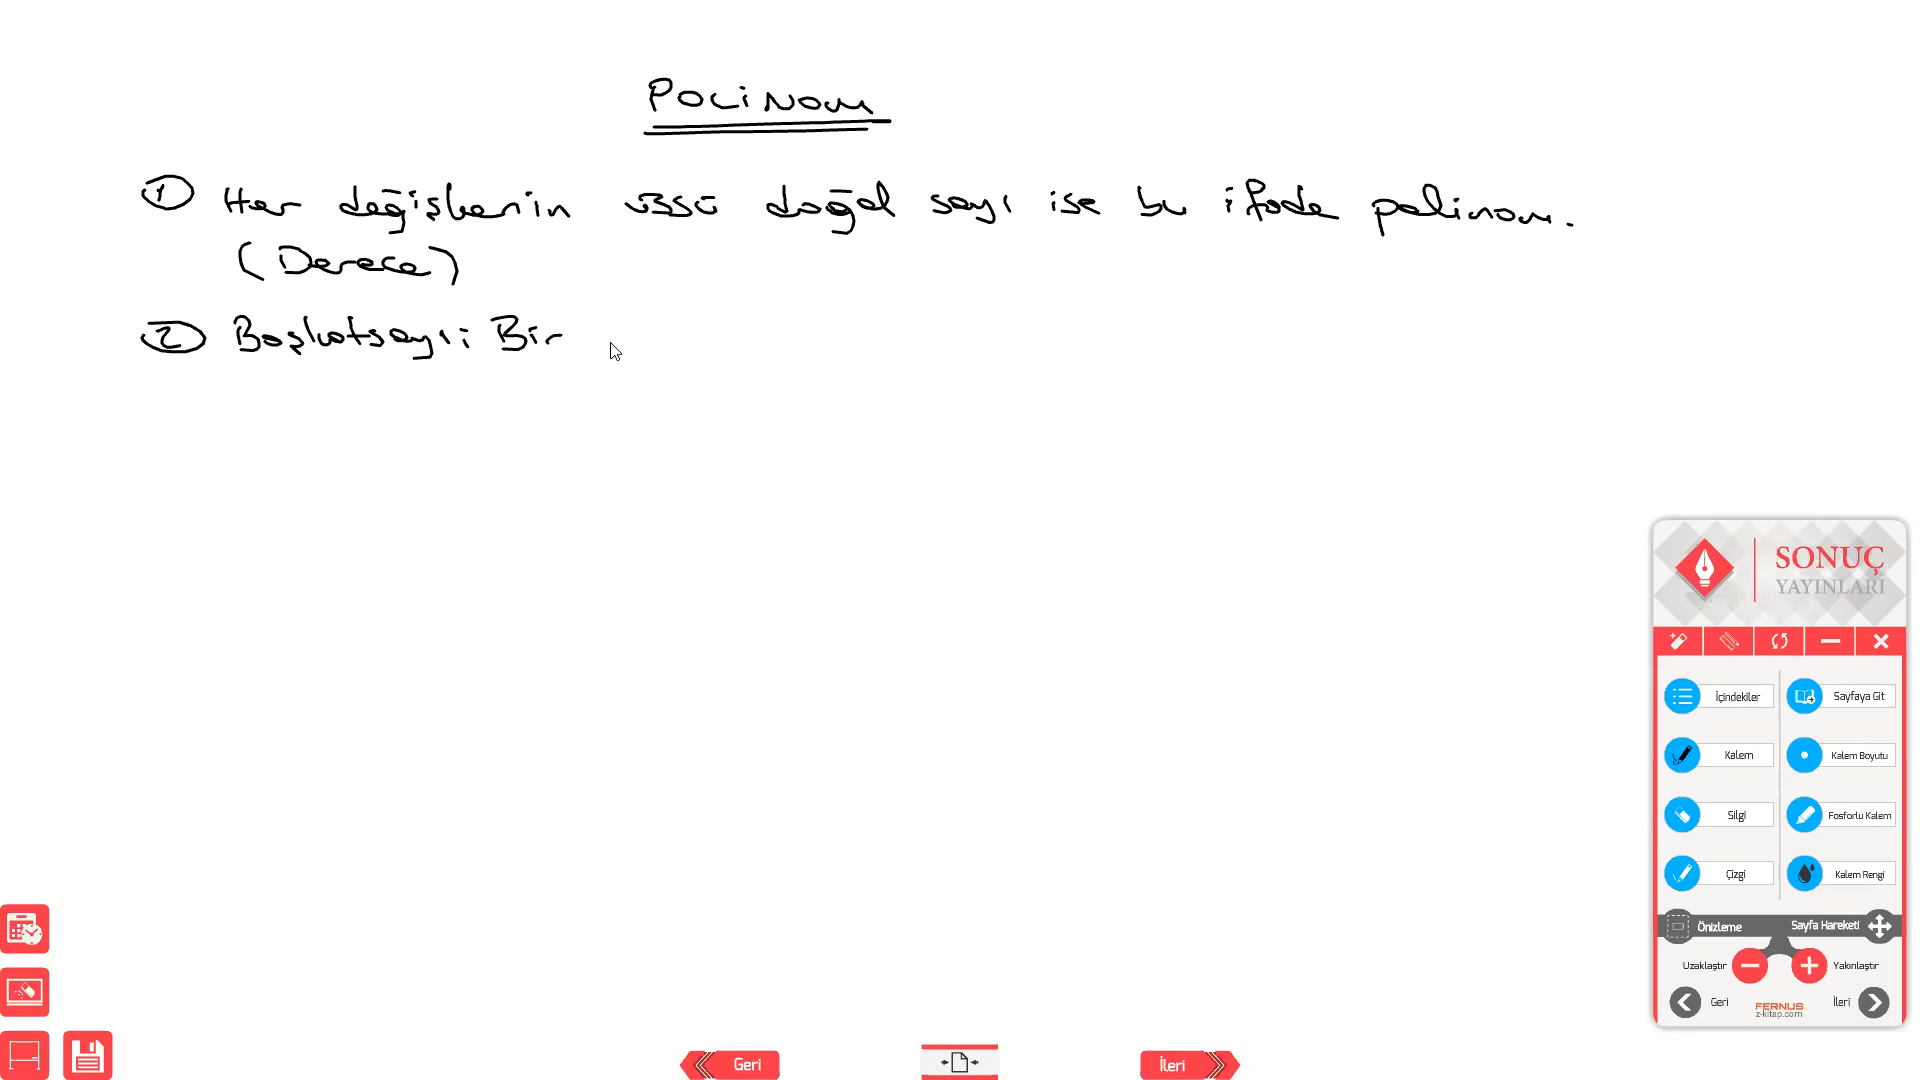 POLİNOM
① Her değişkenin üssü doğal sayı ise bu ifade polinom.
(Derece)
② Başkatsayı: Bir
SONUÇ
YAYINLARI
İçindekiler
Sayfaya Git
Kalem
Kalem Boyutu
Silgi
Fosforlu Kalem
Çizgi
Kalem Rengi
Önizleme
Sayfa Hareketi
Uzaklaştır
Yakınlaştır
Geri
FERNUS
z-kitap.com
İleri
Geri
İleri